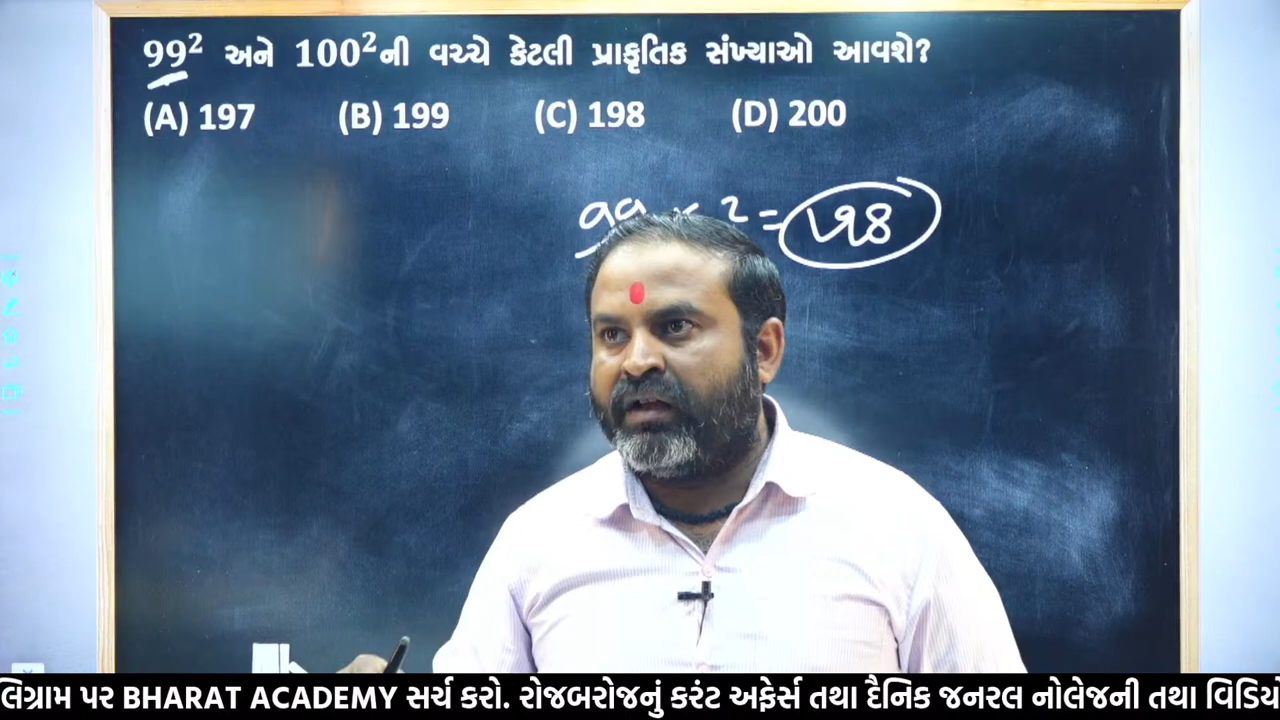 99² અને 100²ની વચ્ચે કેટલી પ્રાકૃતિક સંખ્યાઓ આવશે?
(A) 197 (B) 199 (C) 198 (D) 200
૨ =
લિગ્રામ પર BHARAT ACADEMY સર્ચ કરો. રોજબરોજનું કરંટ અફેર્સ તથા દૈનિક જનરલ નોલેજની તથા વિડિયો